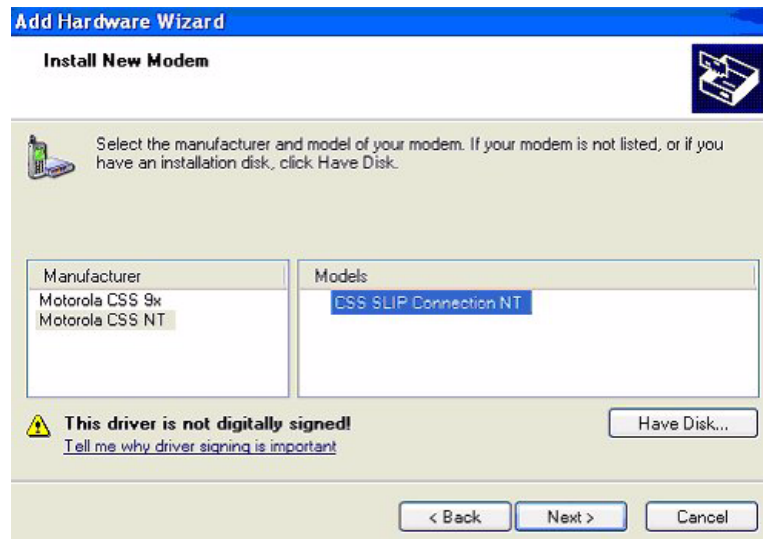 Add Hardware Wizard
Install New Modem
Select the manufacturer and model of your modem. If your modem is not listed, or if you
have an installation disk, click Have Disk.
Manufacturer
Models
Motorola CSS 9x
CSS SLIP Connection NT
Motorola CSS NT
This driver is not digitally signed!
Have Disk...
Tell me why driver signing is important
< Back
Next >
Cancel